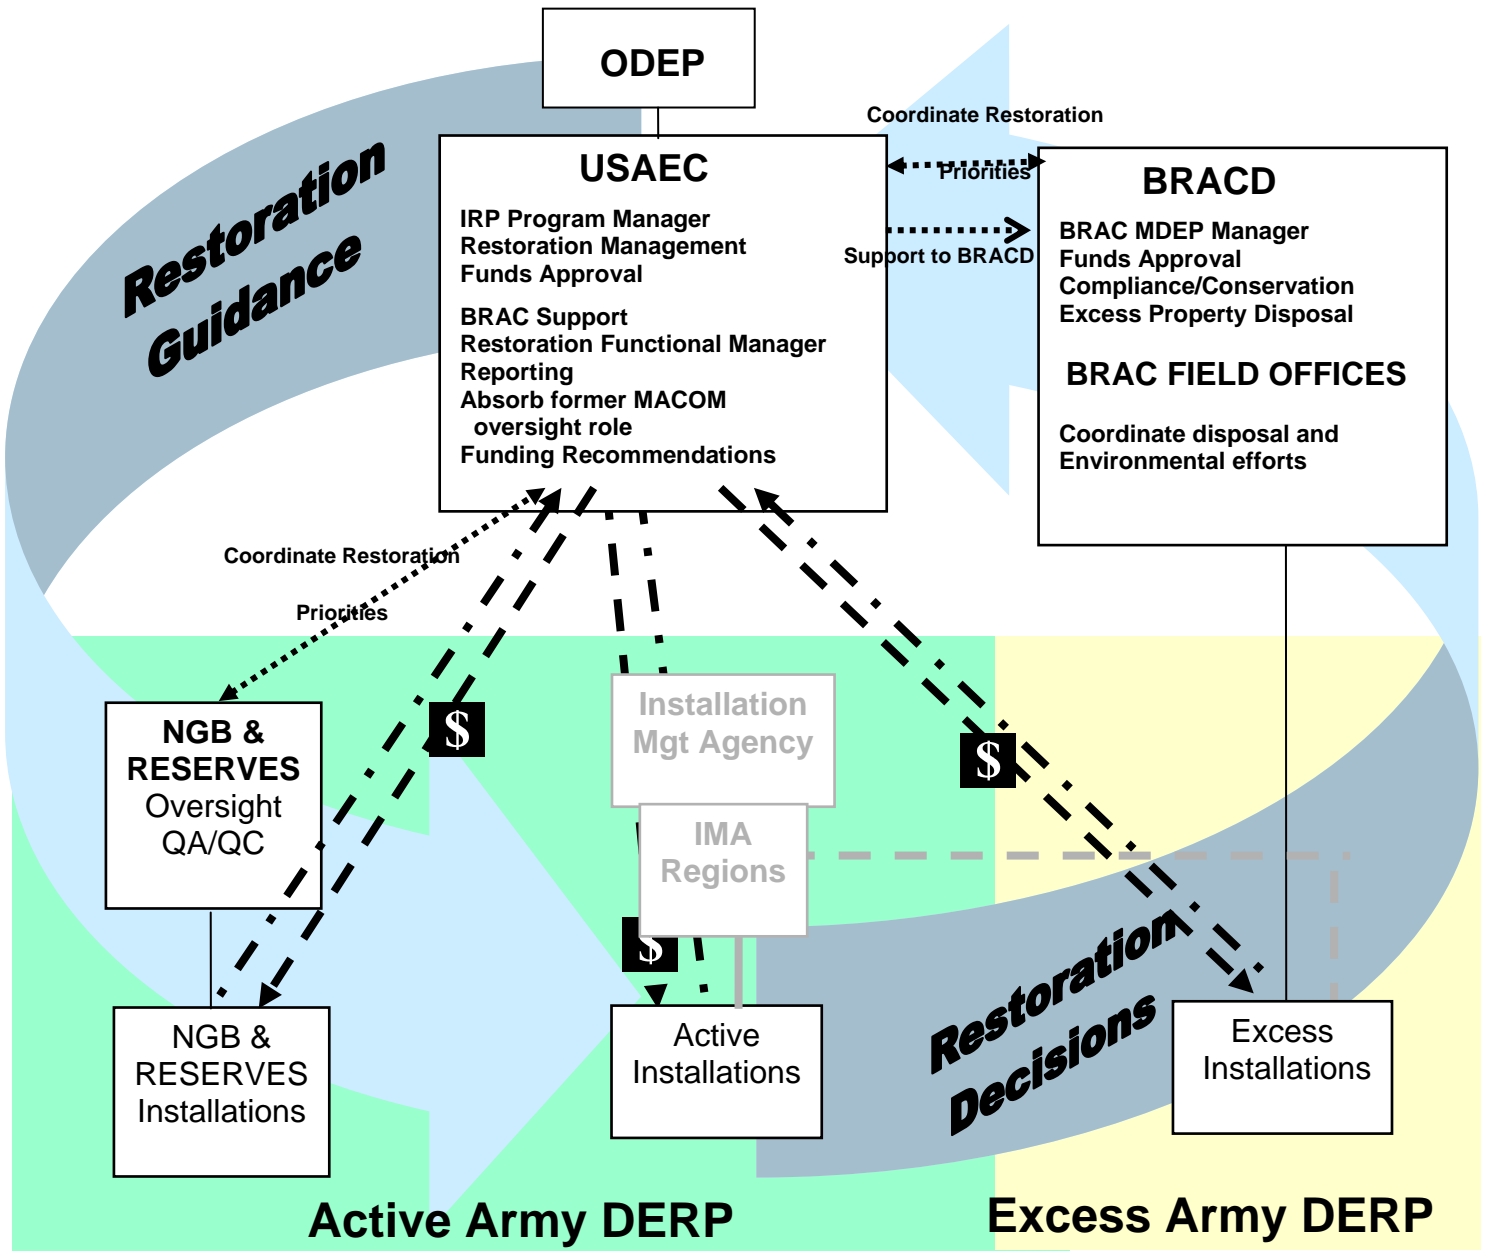 ODEP
Restoration
Guidance
Coordinate Restoration
Priorities
Support to BRACD
USAEC
IRP Program Manager
Restoration Management
Funds Approval
BRAC Support
Restoration Functional Manager
Reporting
Absorb former MACOM
oversight role
Funding Recommendations
BRACD
BRAC MDEP Manager
Funds Approval
Compliance/Conservation
Excess Property Disposal
BRAC FIELD OFFICES
Coordinate disposal and
Environmental efforts
Coordinate Restoration
Priorities
NGB &
RESERVES
Oversight
QA/QC
$
Installation
Mgt Agency
$
IMA
Regions
$
NGB &
RESERVES
Installations
Active
Installations
Restoration
Decisions
Excess
Installations
Active Army DERP
Excess Army DERP